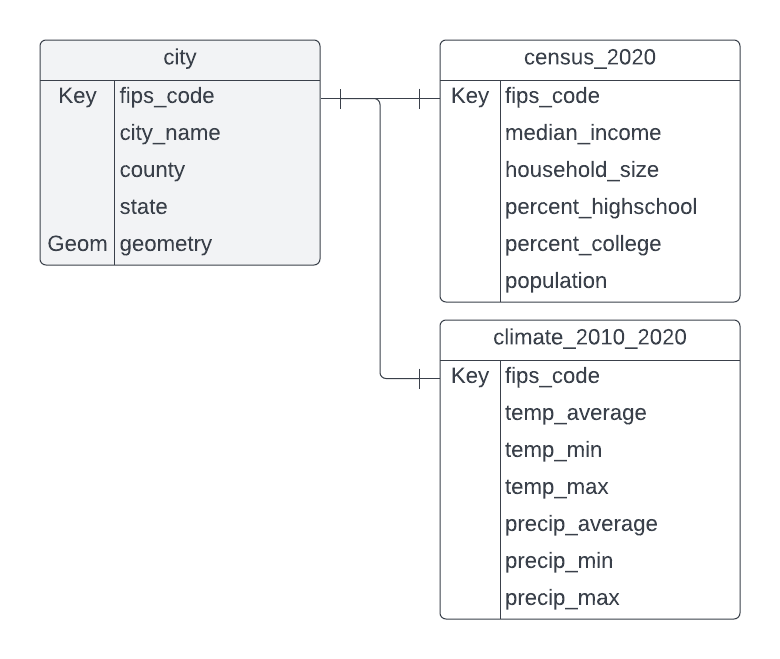 city
Key fips_code
city_name
county
state
Geom geometry
census_2020
Key fips_code
median_income
household_size
percent_highschool
percent_college
population
climate_2010_2020
Key fips_code
temp_average
temp_min
temp_max
precip_average
precip_min
precip_max